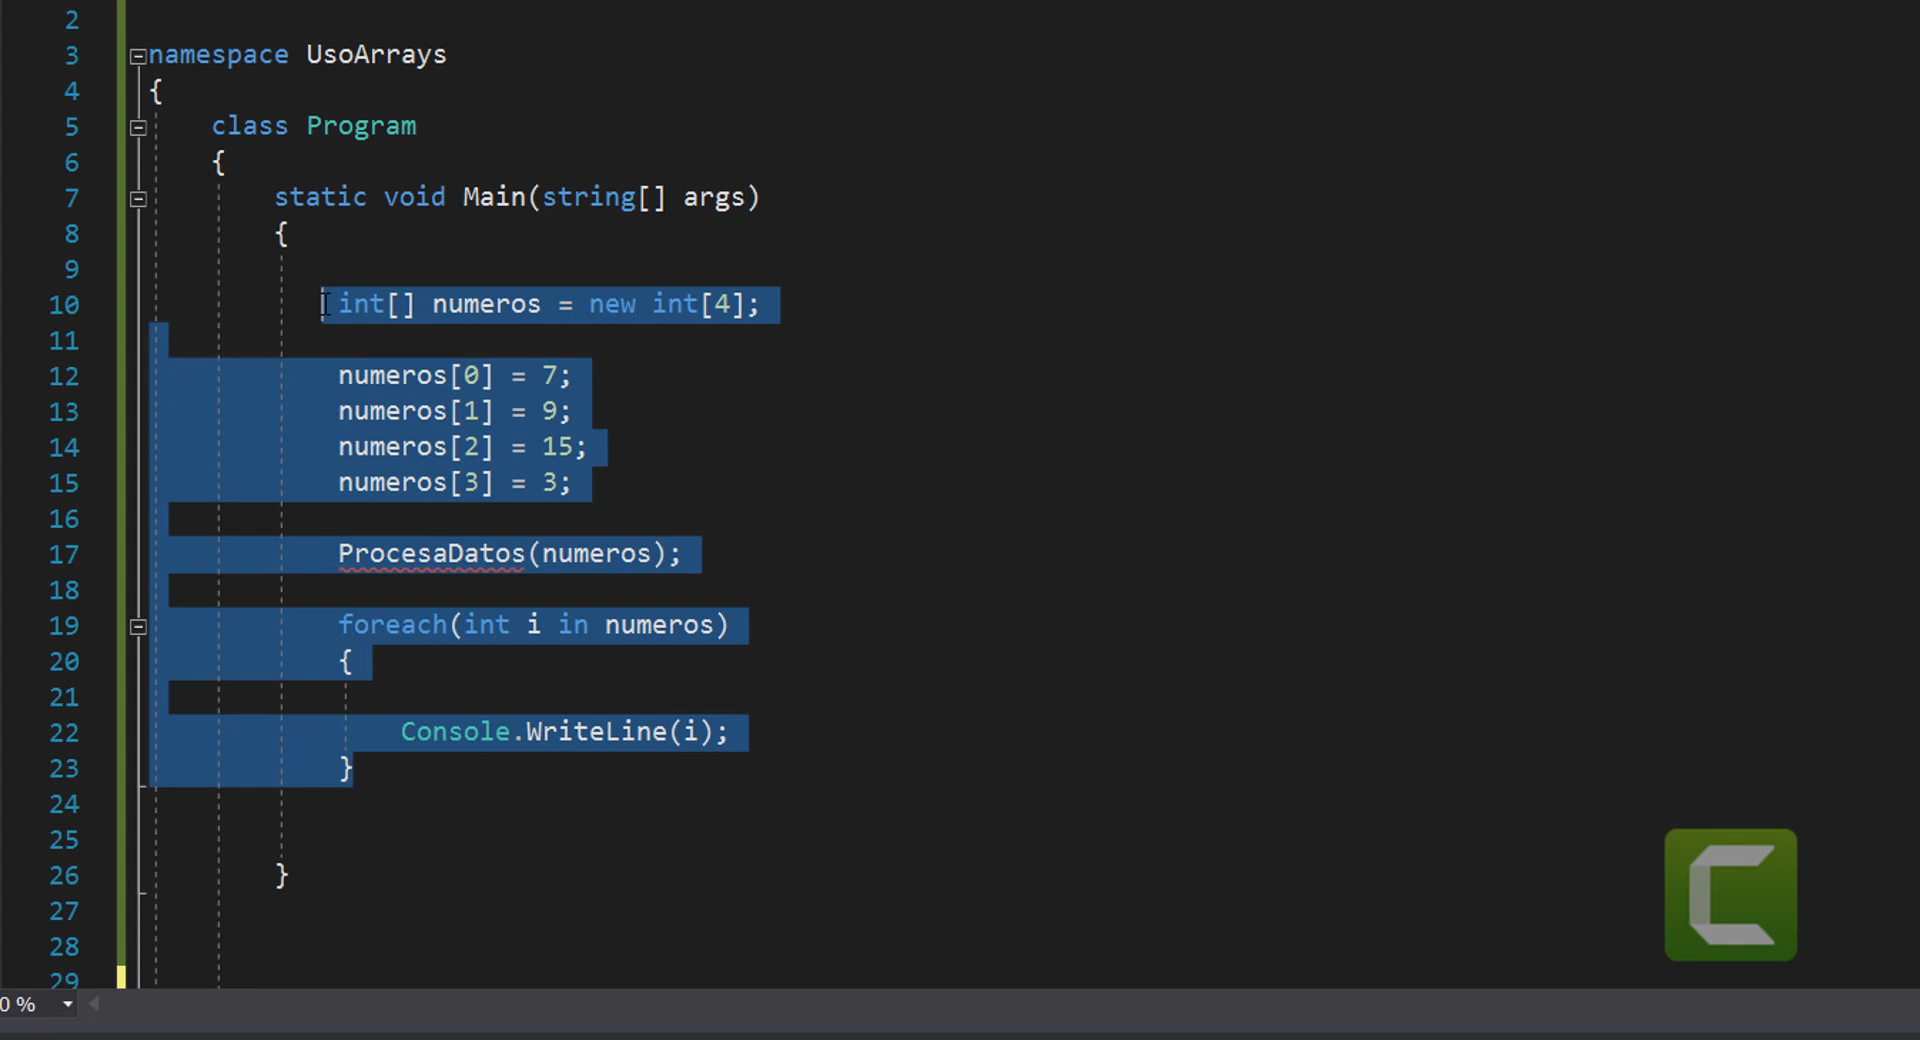 2
3 namespace UsoArrays
4 {
5 class Program
6 {
7 static void Main(string[] args)
8 {
9
10 int[] numeros = new int[4];
11
12 numeros[0] = 7;
13 numeros[1] = 9;
14 numeros[2] = 15;
15 numeros[3] = 3;
16
17 ProcesaDatos(numeros);
18
19 foreach(int i in numeros)
20 {
21
22 Console.WriteLine(i);
23 }
24
25
26 }
27
28
29
0 %